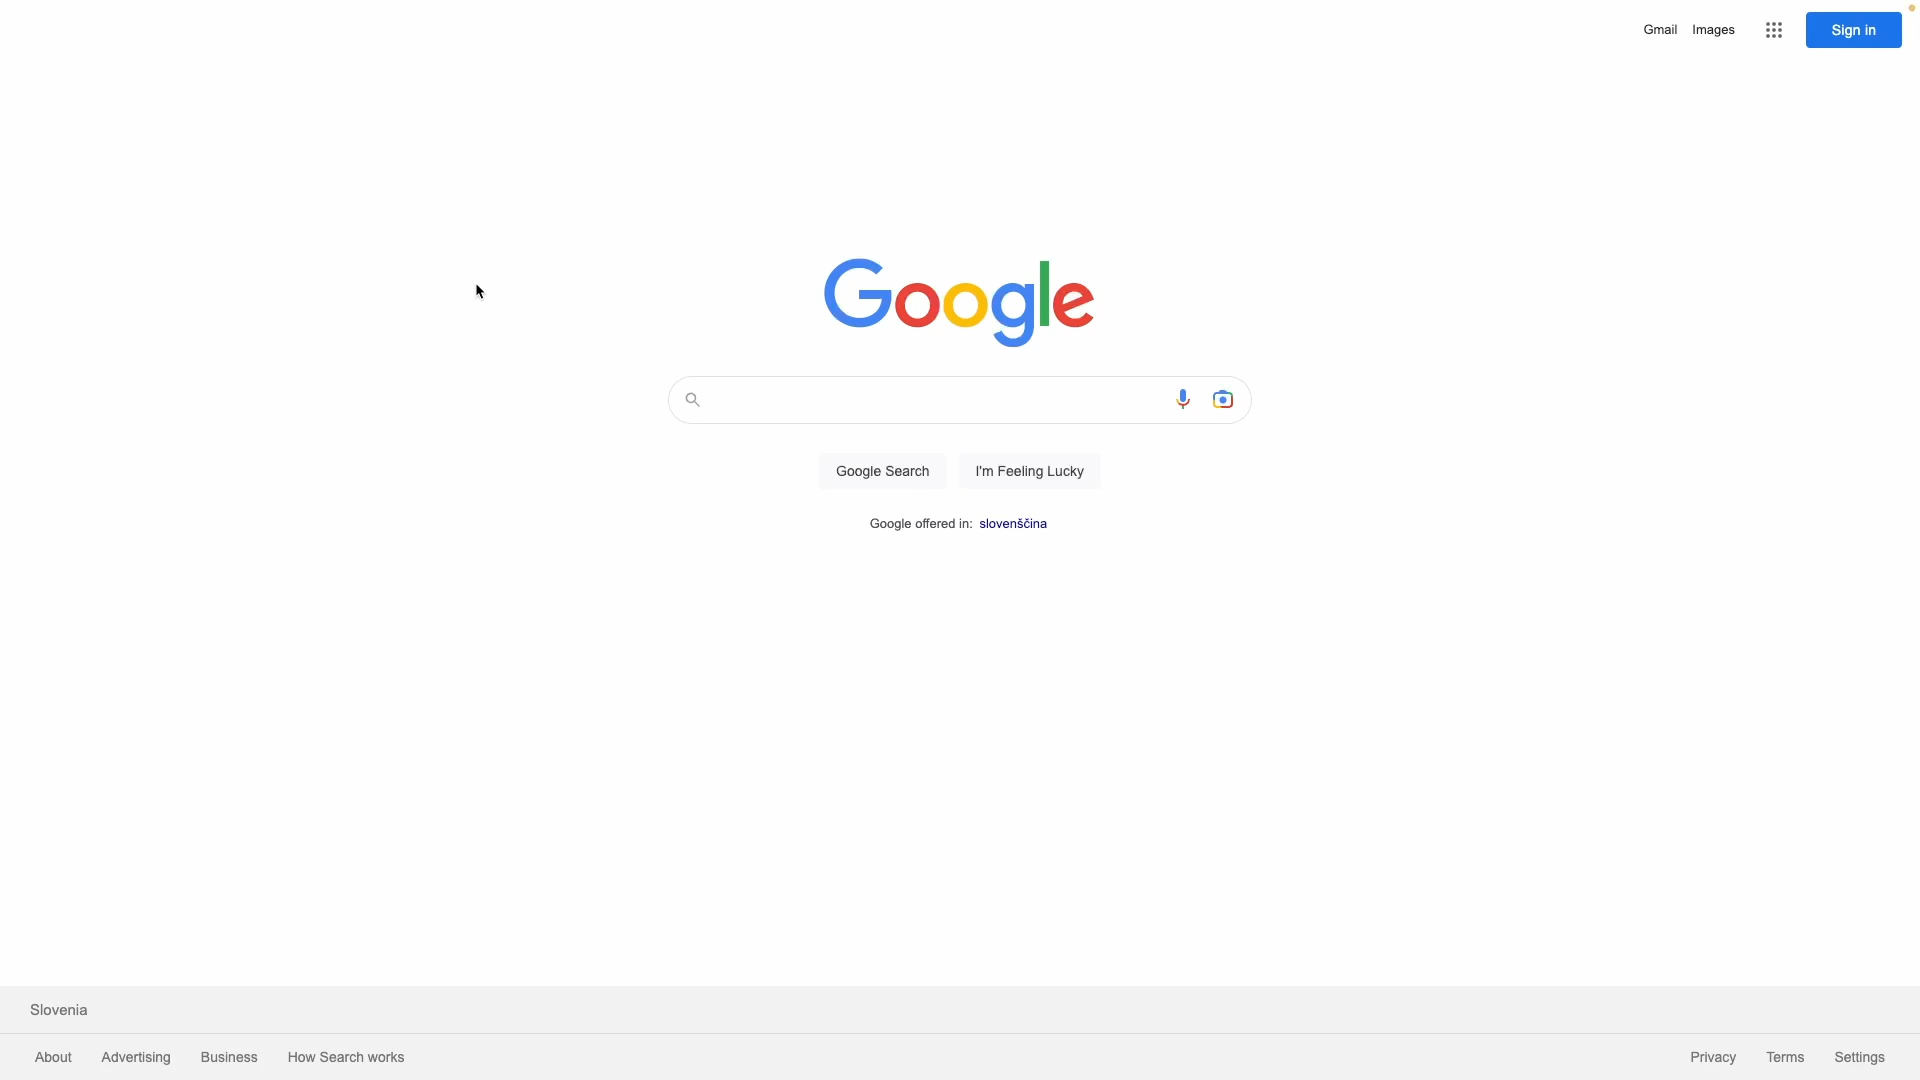 Gmail Images Sign in
Google
Google Search I'm Feeling Lucky
Google offered in: slovenščina
Slovenia
About Advertising Business How Search works Privacy Terms Settings